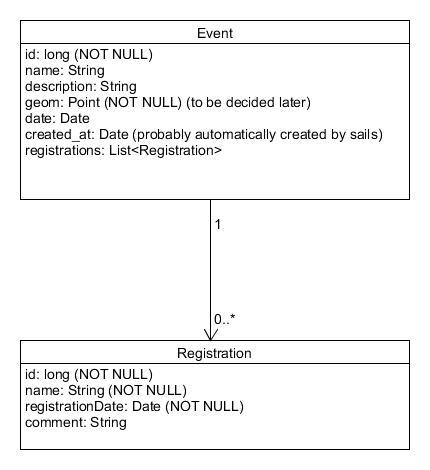 Event
id: long (NOT NULL)
name: String
description: String
geom: Point (NOT NULL) (to be decided later)
date: Date
created_at: Date (probably automatically created by sails)
registrations: List<Registration>
1
0..*
Registration
id: long (NOT NULL)
name: String (NOT NULL)
registrationDate: Date (NOT NULL)
comment: String